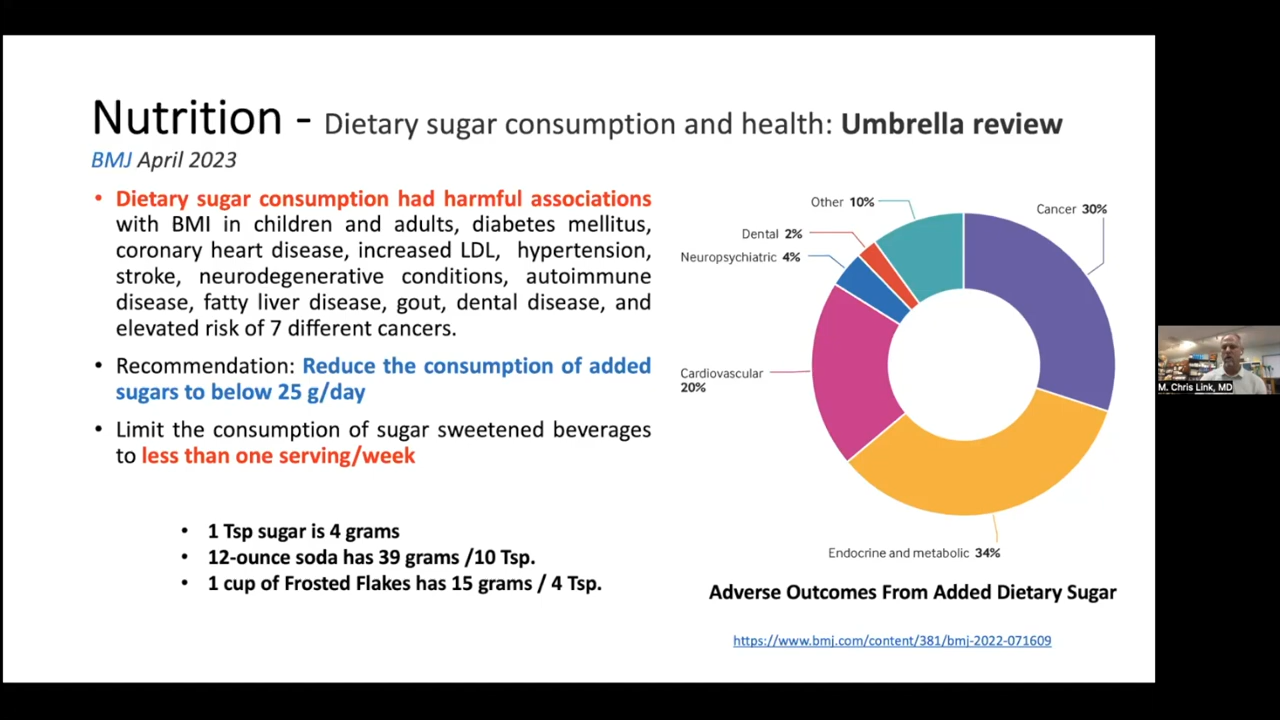 Nutrition - Dietary sugar consumption and health: Umbrella review
BMJ April 2023
• Dietary sugar consumption had harmful associations
with BMI in children and adults, diabetes mellitus,
coronary heart disease, increased LDL, hypertension,
stroke, neurodegenerative conditions, autoimmune
disease, fatty liver disease, gout, dental disease, and
elevated risk of 7 different cancers.
• Recommendation: Reduce the consumption of added
sugars to below 25 g/day
• Limit the consumption of sugar sweetened beverages
to less than one serving/week
• 1 Tsp sugar is 4 grams
• 12-ounce soda has 39 grams /10 Tsp.
• 1 cup of Frosted Flakes has 15 grams / 4 Tsp.
Other 10%
Cancer 30%
Dental 2%
Neuropsychiatric 4%
Cardiovascular
20%
Endocrine and metabolic 34%
Adverse Outcomes From Added Dietary Sugar
https://www.bmj.com/content/381/bmj-2022-071609
M. Chris Link, MD